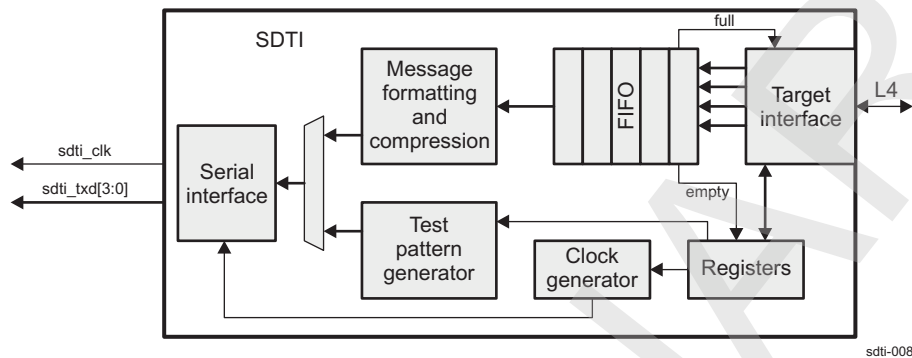 SDTI
full
Message
formatting
and
compression
FIFO
Target
interface
L4
sdti_clk
sdti_txd[3:0]
Serial
interface
empty
Test
pattern
generator
Clock
generator
Registers
sdti-008